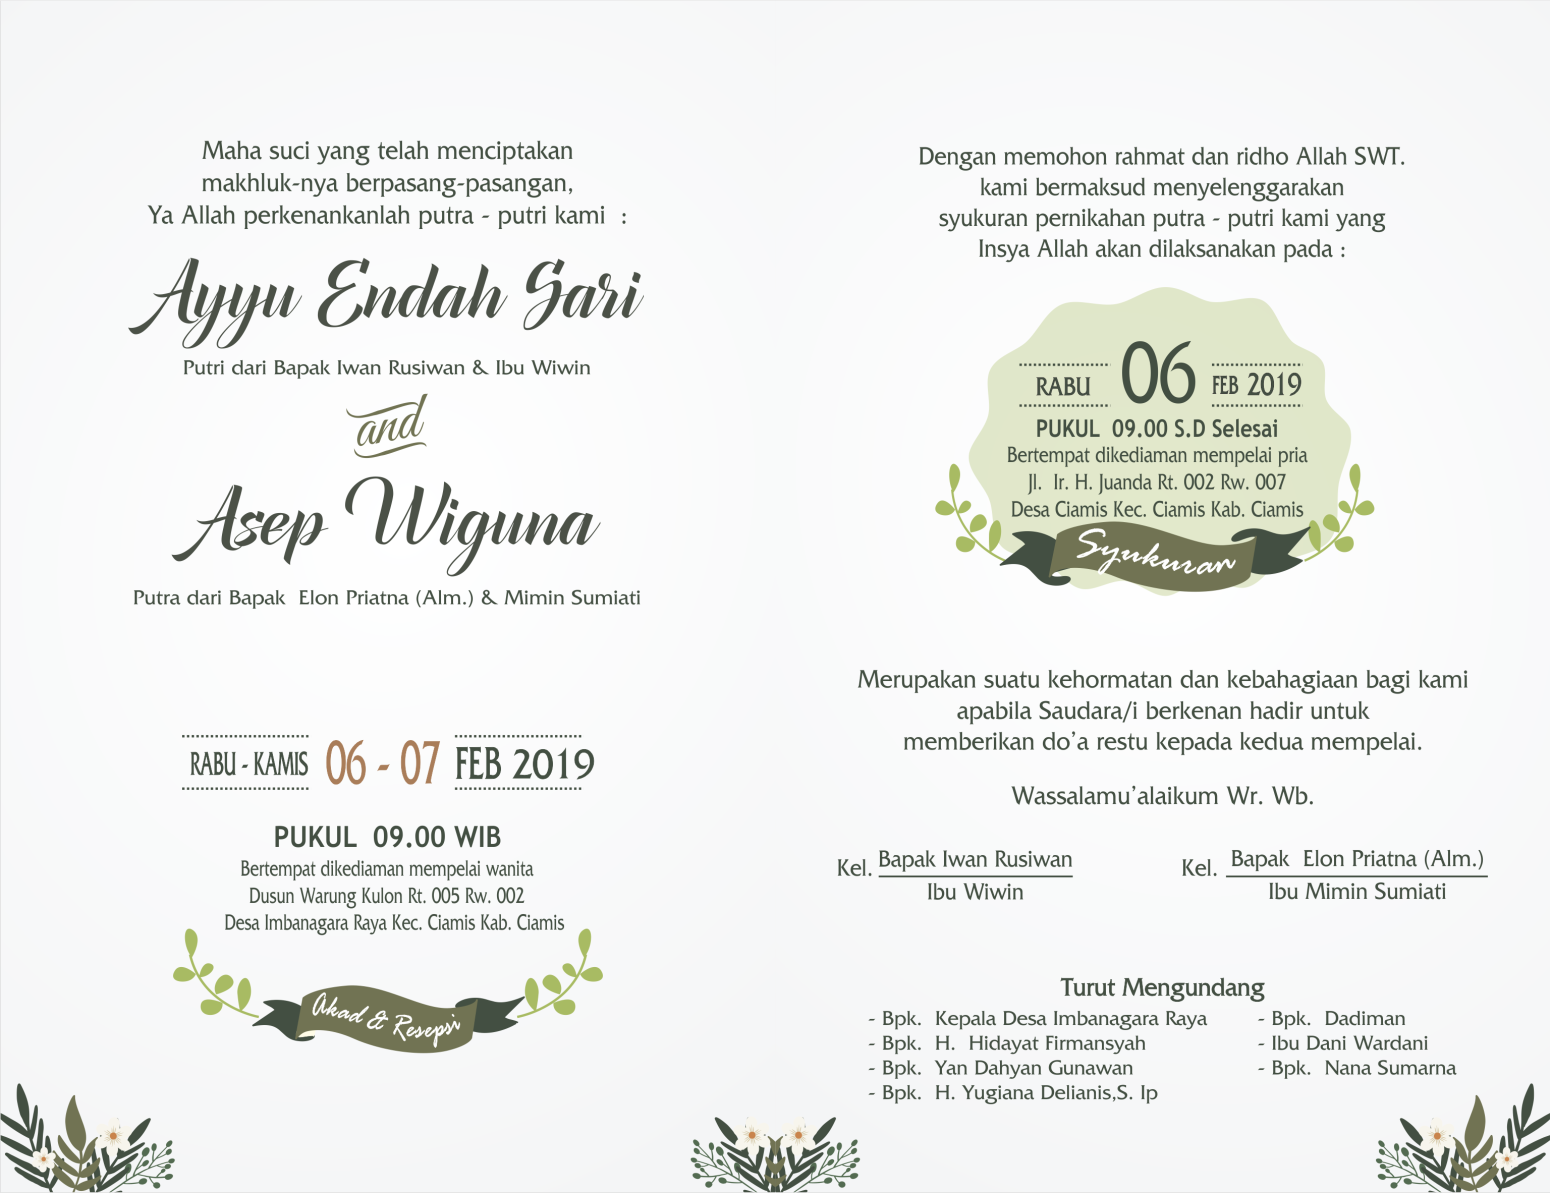 Maha suci yang telah menciptakan
makhluk-nya berpasang-pasangan,
Ya Allah perkenankanlah putra - putri kami :
Ayyu Endah Sari
Putri dari Bapak Iwan Rusiwan & Ibu Wiwin
and
Asep Wiguna
Putra dari Bapak Elon Priatna (Alm.) & Mimin Sumiati
RABU - KAMIS 06 - 07 FEB 2019
PUKUL 09.00 WIB
Bertempat dikediaman mempelai wanita
Dusun Warung Kulon Rt. 005 Rw. 002
Desa Imbanagara Raya Kec. Ciamis Kab. Ciamis
Akad & Resepsi
Dengan memohon rahmat dan ridho Allah SWT.
kami bermaksud menyelenggarakan
syukuran pernikahan putra - putri kami yang
Insya Allah akan dilaksanakan pada :
RABU 06 FEB 2019
PUKUL 09.00 S.D Selesai
Bertempat dikediaman mempelai pria
Jl. Ir. H. Juanda Rt. 002 Rw. 007
Desa Ciamis Kec. Ciamis Kab. Ciamis
Syukuran
Merupakan suatu kehormatan dan kebahagiaan bagi kami
apabila Saudara/i berkenan hadir untuk
memberikan do’a restu kepada kedua mempelai.
Wassalamu’alaikum Wr. Wb.
Kel. Bapak Iwan Rusiwan
Ibu Wiwin
Kel. Bapak Elon Priatna (Alm.)
Ibu Mimin Sumiati
Turut Mengundang
- Bpk. Kepala Desa Imbanagara Raya
- Bpk. H. Hidayat Firmansyah
- Bpk. Yan Dahyan Gunawan
- Bpk. H. Yugiana Delianis,S. Ip
- Bpk. Dadiman
- Ibu Dani Wardani
- Bpk. Nana Sumarna